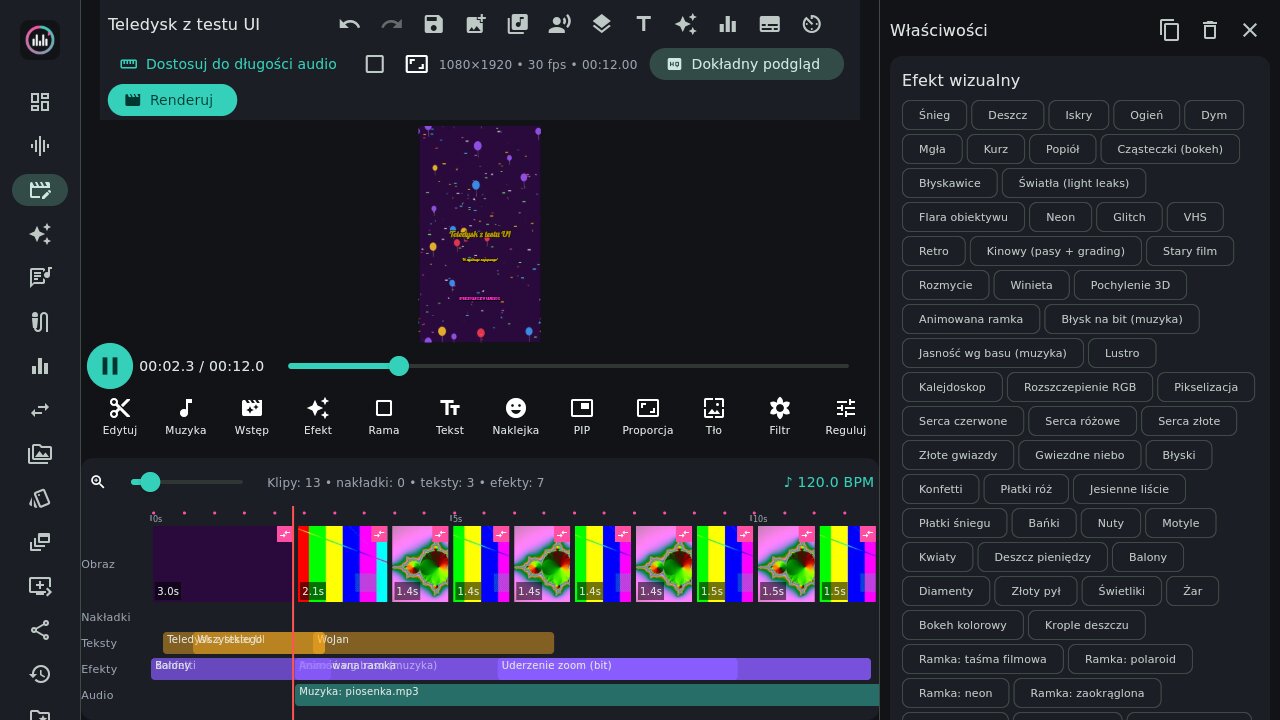 Teledysk z testu UI
Dostosuj do długości audio
1080×1920 • 30 fps • 00:12.00
HQ Dokładny podgląd
Renderuj
Teledysk z testu UI
00:02.3 / 00:12.0
Edytuj Muzyka Wstęp Efekt Rama Tekst Naklejka PIP Proporcja Tło Filtr Reguluj
Klipy: 13 • nakładki: 0 • teksty: 3 • efekty: 7
♪ 120.0 BPM
0s 5s 10s
Obraz
3.0s 2.1s 1.4s 1.4s 1.4s 1.4s 1.4s 1.5s 1.5s 1.5s
Nakładki
Teksty
WoJan
Efekty
Uderzenie zoom (bit)
Audio
Muzyka: piosenka.mp3
Właściwości
Efekt wizualny
Śnieg Deszcz Iskry Ogień Dym
Mgła Kurz Popiół Cząsteczki (bokeh)
Błyskawice Światła (light leaks)
Flara obiektywu Neon Glitch VHS
Retro Kinowy (pasy + grading) Stary film
Rozmycie Winieta Pochylenie 3D
Animowana ramka Błysk na bit (muzyka)
Jasność wg basu (muzyka) Lustro
Kalejdoskop Rozszczepienie RGB Pikselizacja
Serca czerwone Serca różowe Serca złote
Złote gwiazdy Gwiezdne niebo Błyski
Konfetti Płatki róż Jesienne liście
Płatki śniegu Bańki Nuty Motyle
Kwiaty Deszcz pieniędzy Balony
Diamenty Złoty pył Świetliki Żar
Bokeh kolorowy Krople deszczu
Ramka: taśma filmowa Ramka: polaroid
Ramka: neon Ramka: zaokrąglona